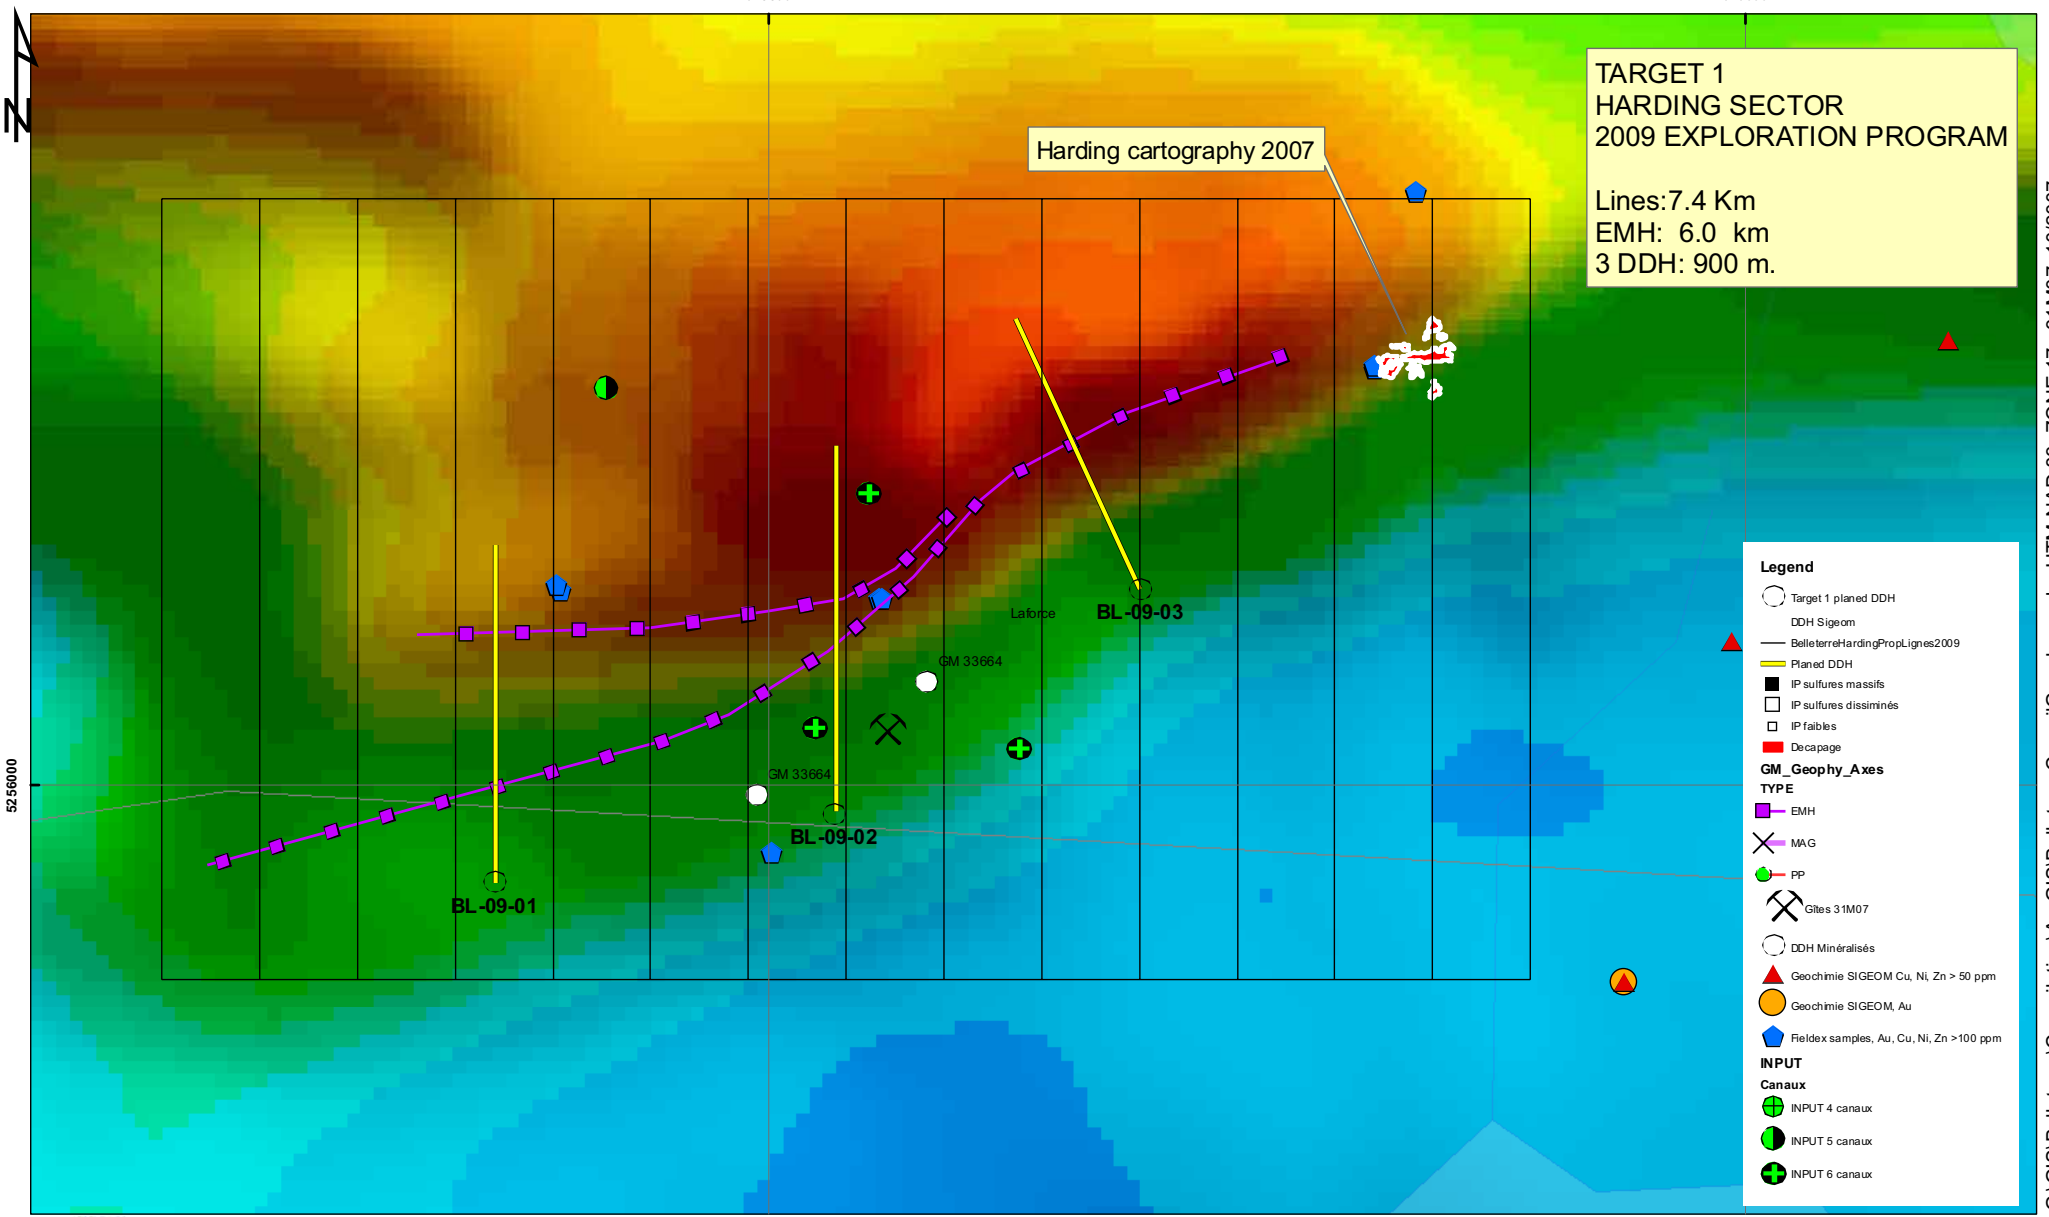 N
TARGET 1
HARDING SECTOR
2009 EXPLORATION PROGRAM
Lines:7.4 Km
EMH: 6.0 km
3 DDH: 900 m.
Harding cartography 2007
Laforce
BL-09-03
GM 33664
GM 33664
BL-09-02
BL-09-01
5256000
Legend
Target 1 planed DDH
DDH Sigeom
BelleterreHardingPropLignes2009
Planed DDH
IP sulfures massifs
IP sulfures dissiminés
IP faibles
Decapage
GM_Geophy_Axes
TYPE
EMH
MAG
PP
Gîtes 31M07
DDH Minéralisés
Geochimie SIGEOM Cu, Ni, Zn > 50 ppm
Geochimie SIGEOM, Au
Fieldex samples, Au, Cu, Ni, Zn >100 ppm
INPUT
Canaux
INPUT 4 canaux
INPUT 5 canaux
INPUT 6 canaux